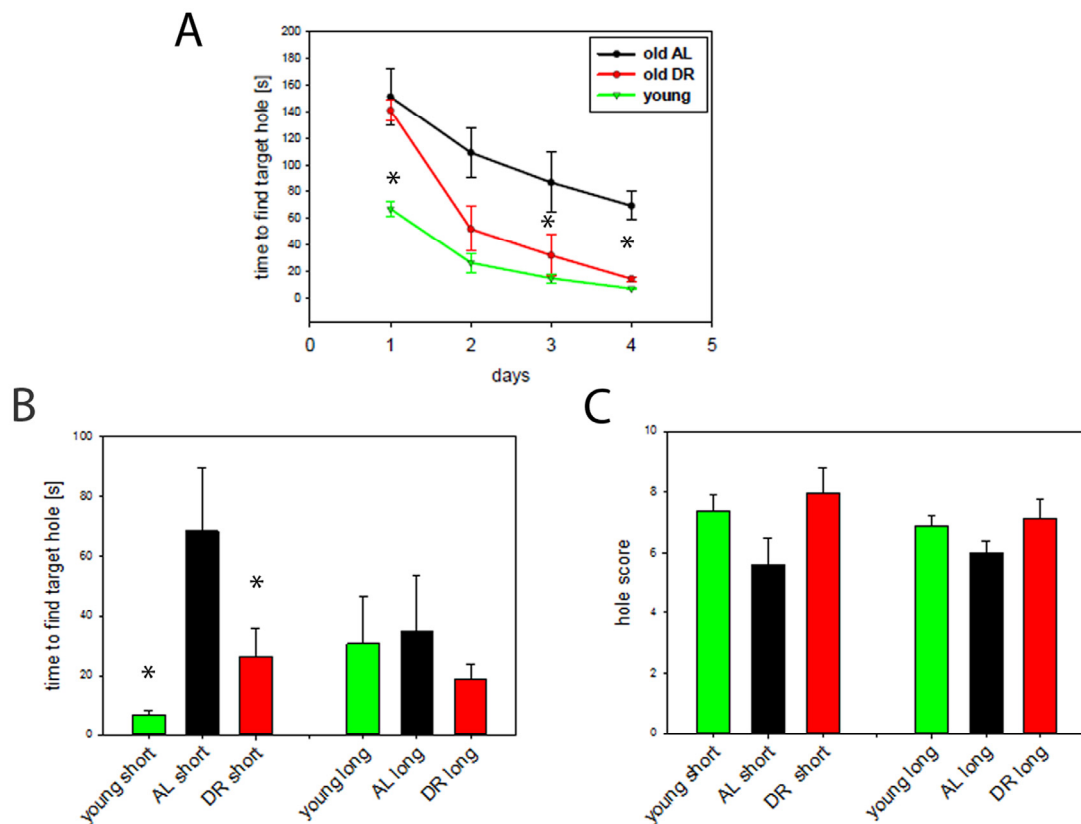 A
time to find target hole [s]
200
180
160
140
120
100
80
60
40
20
0
old AL
old DR
young
*
*
*
0 1 2 3 4 5
days
B
time to find target hole [s]
100
80
60
40
20
0
*
*
young short
AL short
DR short
young long
AL long
DR long
C
hole score
10
8
6
4
2
0
young short
AL short
DR short
young long
AL long
DR long